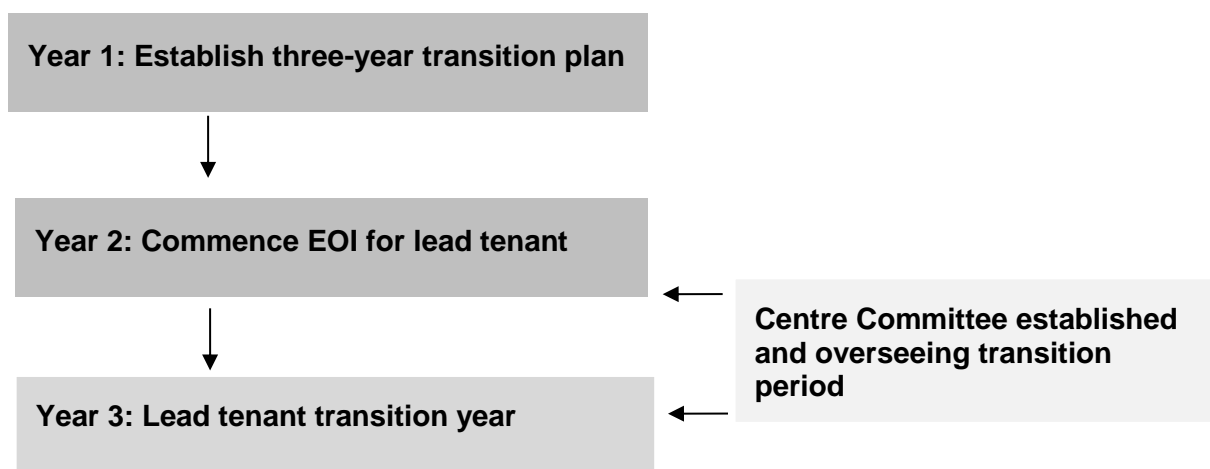 Year 1: Establish three-year transition plan
Year 2: Commence EOI for lead tenant
Centre Committee established
and overseeing transition
period
Year 3: Lead tenant transition year